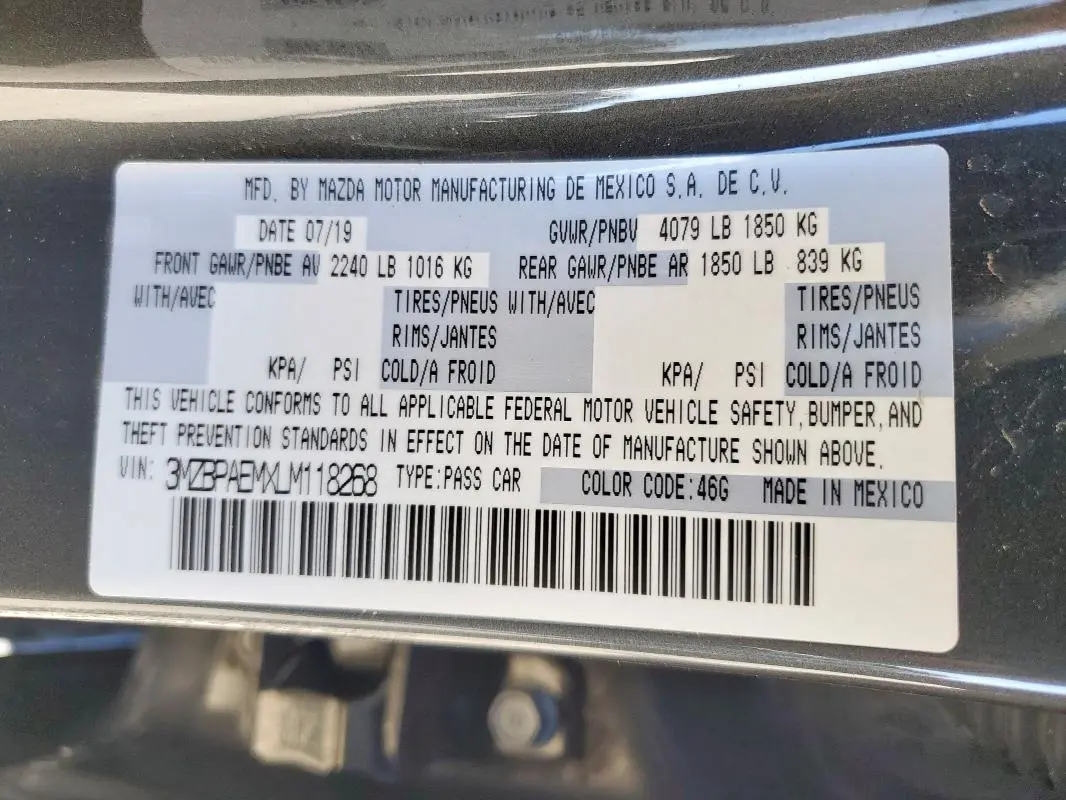 MFD. BY MAZDA MOTOR MANUFACTURING DE MEXICO S.A. DE C.V.
DATE 07/19 GVWR/PNBV 4079 LB 1850 KG
FRONT GAWR/PNBE AV 2240 LB 1016 KG REAR GAWR/PNBE AR 1850 LB 839 KG
WITH/AVEC TIRES/PNEUS WITH/AVEC TIRES/PNEUS
RIMS/JANTES RIMS/JANTES
KPA/ PSI COLD/A FROID KPA/ PSI COLD/A FROID
THIS VEHICLE CONFORMS TO ALL APPLICABLE FEDERAL MOTOR VEHICLE SAFETY, BUMPER, AND
THEFT PREVENTION STANDARDS IN EFFECT ON THE DATE OF MANUFACTURE SHOWN ABOVE.
VIN: 3MZBPAEMXLM118268 TYPE:PASS CAR COLOR CODE:46G MADE IN MEXICO